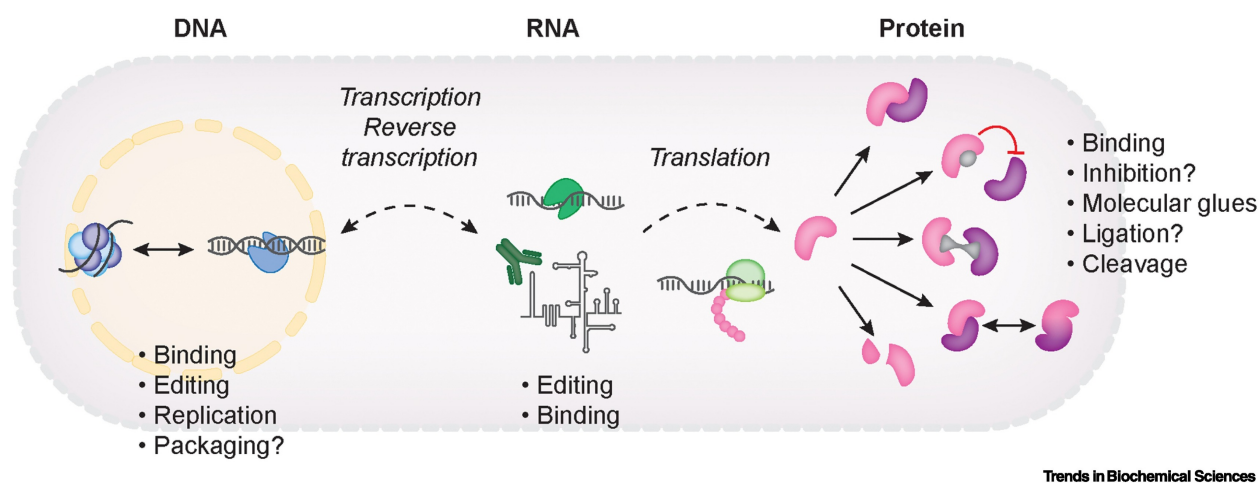 DNA
RNA
Protein
Transcription
Reverse
transcription
Translation
• Binding
• Editing
• Replication
• Packaging?
• Editing
• Binding
• Binding
• Inhibition?
• Molecular glues
• Ligation?
• Cleavage
Trends in Biochemical Sciences